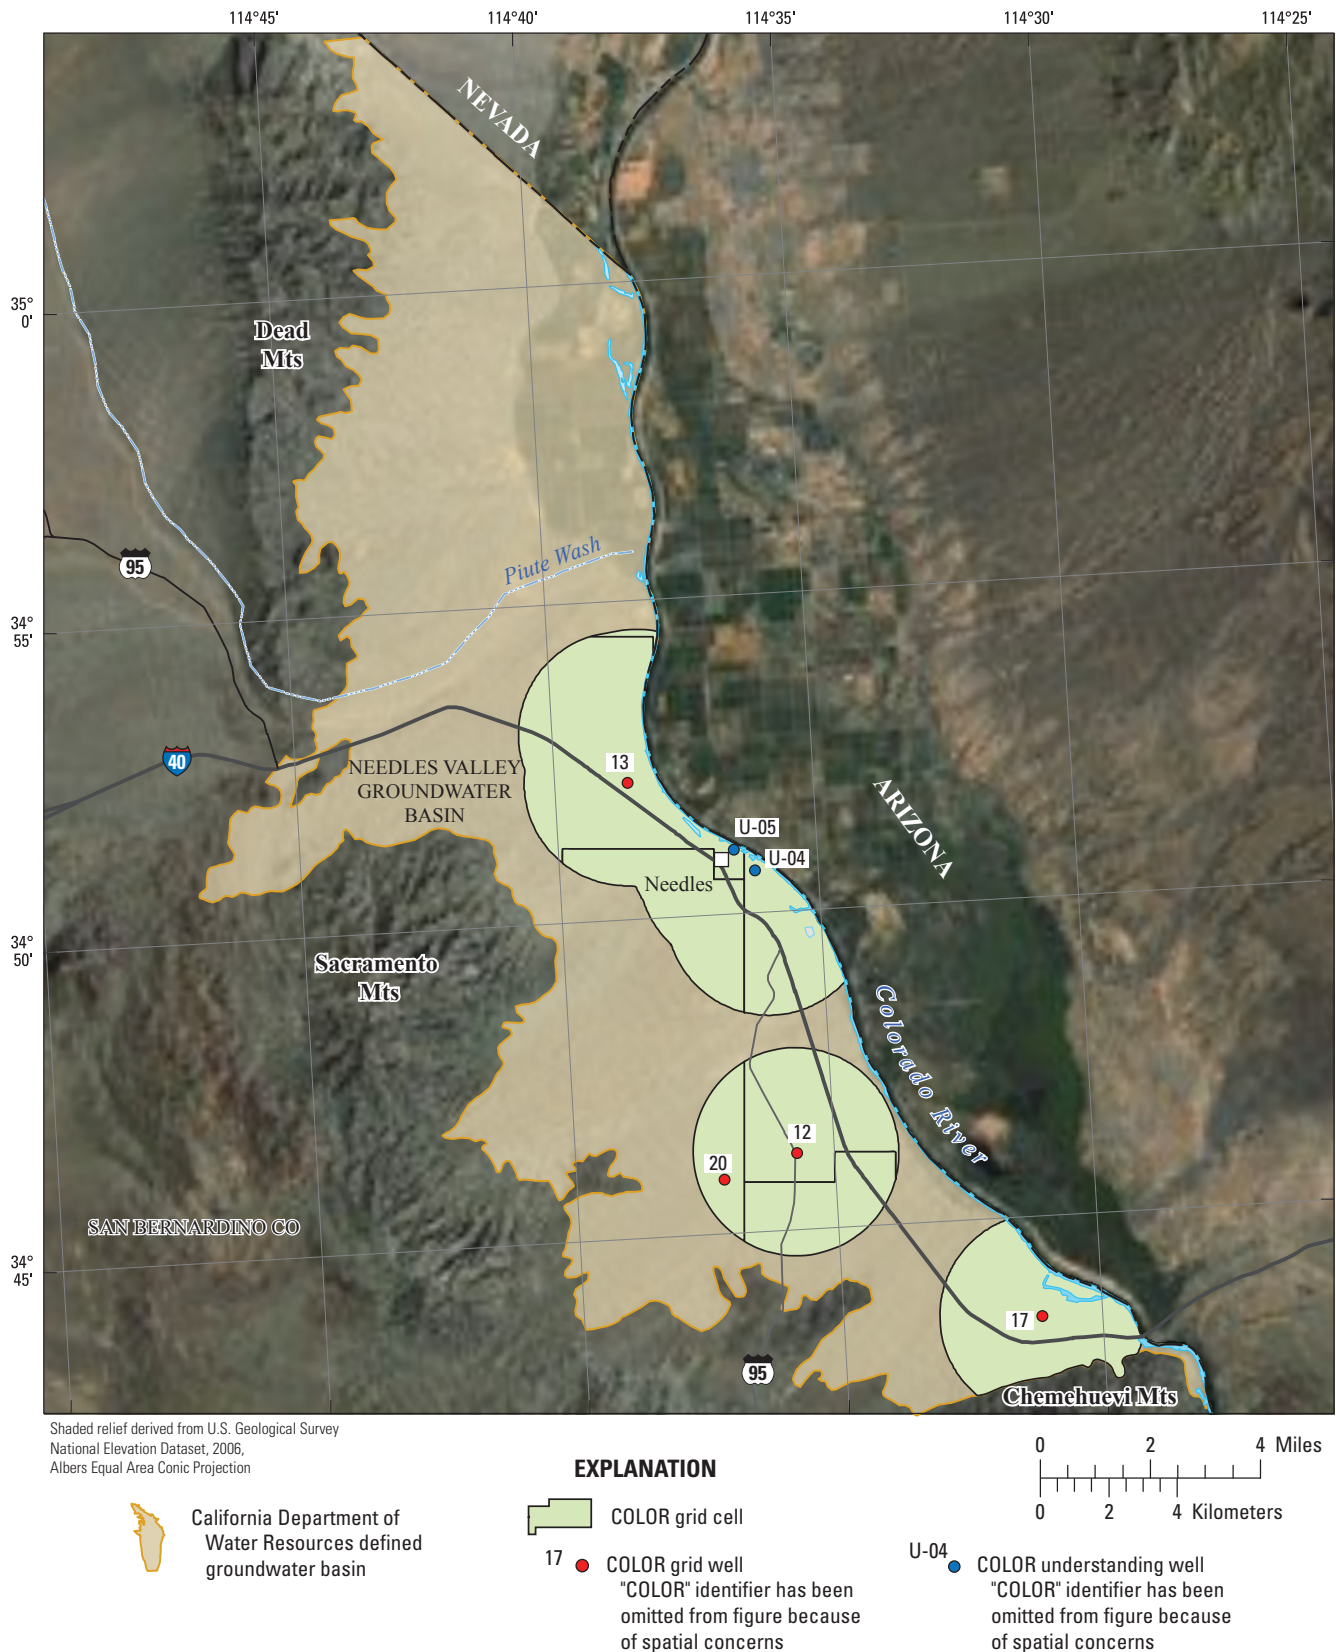 114°45' 114°40' 114°35' 114°30' 114°25'
NEVADA
35°
0'
Dead
Mts
95
Piute Wash
34°
55'
40
NEEDLES VALLEY
GROUNDWATER
BASIN
13
ARIZONA
U-05
U-04
Needles
34°
50'
Sacramento
Mts
Colorado River
12
20
SAN BERNARDINO CO
34°
45'
17
95
Chemehuevi Mts
Shaded relief derived from U.S. Geological Survey
National Elevation Dataset, 2006,
Albers Equal Area Conic Projection
0 2 4 Miles
0 2 4 Kilometers
EXPLANATION
California Department of
Water Resources defined
groundwater basin
COLOR grid cell
17 COLOR grid well
"COLOR" identifier has been
omitted from figure because
of spatial concerns
U-04 COLOR understanding well
"COLOR" identifier has been
omitted from figure because
of spatial concerns